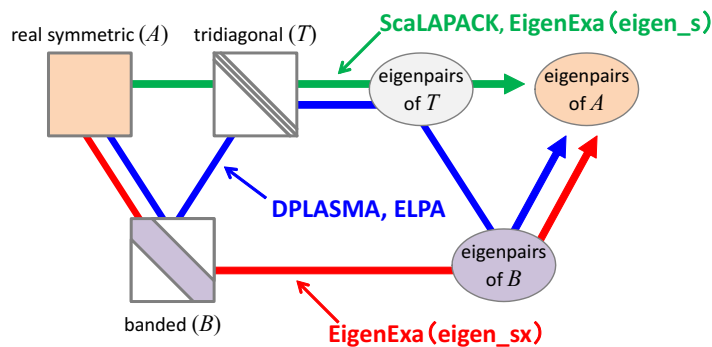 ScaLAPACK, EigenExa(eigen_s)
real symmetric (A)
tridiagonal (T)
eigenpairs
of T
eigenpairs
of A
DPLASMA, ELPA
eigenpairs
of B
banded (B)
EigenExa(eigen_sx)